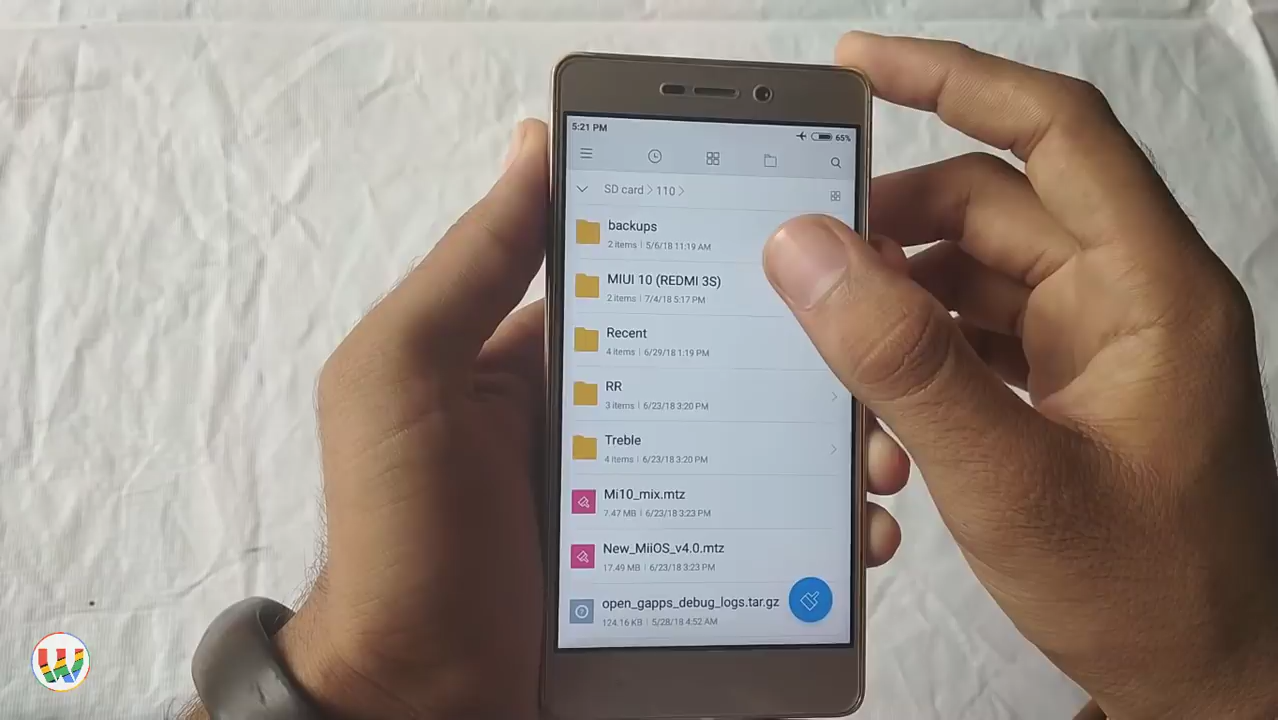 5:21 PM
65%
SD card 110
backups
2 items | 5/6/18 11:19 AM
MIUI 10 (REDMI 3S)
2 items | 7/4/18 5:17 PM
Recent
4 items | 6/29/18 1:19 PM
RR
3 items | 6/23/18 3:20 PM
Treble
4 items | 6/23/18 3:20 PM
Mi10_mix.mtz
7.47 MB | 6/23/18 3:23 PM
New_MiiOS_v4.0.mtz
17.49 MB | 6/23/18 3:23 PM
open_gapps_debug_logs.tar.gz
124.16 KB | 5/28/18 4:52 AM
W